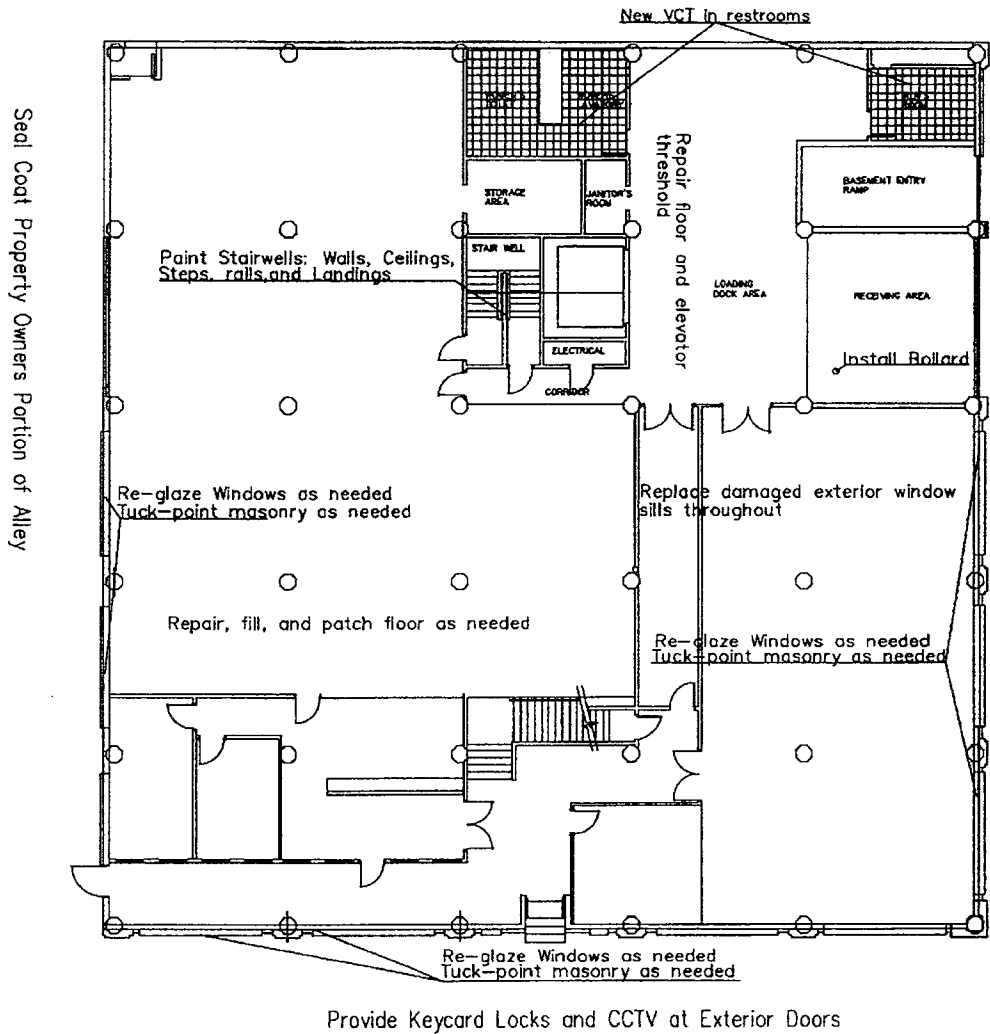 New VCT in restrooms
Seal Coat Property Owners Portion of Alley
Repair floor and elevator
threshold
STORAGE
AREA
JANITOR'S
ROOM
BASEMENT ENTRY
RAMP
Paint Stairwells: Walls, Ceilings,
Steps, rails,and Landings
STAIR WELL
LOADING
DOCK AREA
RECEIVING AREA
ELECTRICAL
Install Bollard
CORRIDOR
Re-glaze Windows as needed
Tuck-point masonry as needed
Replace damaged exterior window
sills throughout
Repair, fill, and patch floor as needed
Re-glaze Windows as needed
Tuck-point masonry as needed
Re-glaze Windows as needed
Tuck-point masonry as needed
Provide Keycard Locks and CCTV at Exterior Doors